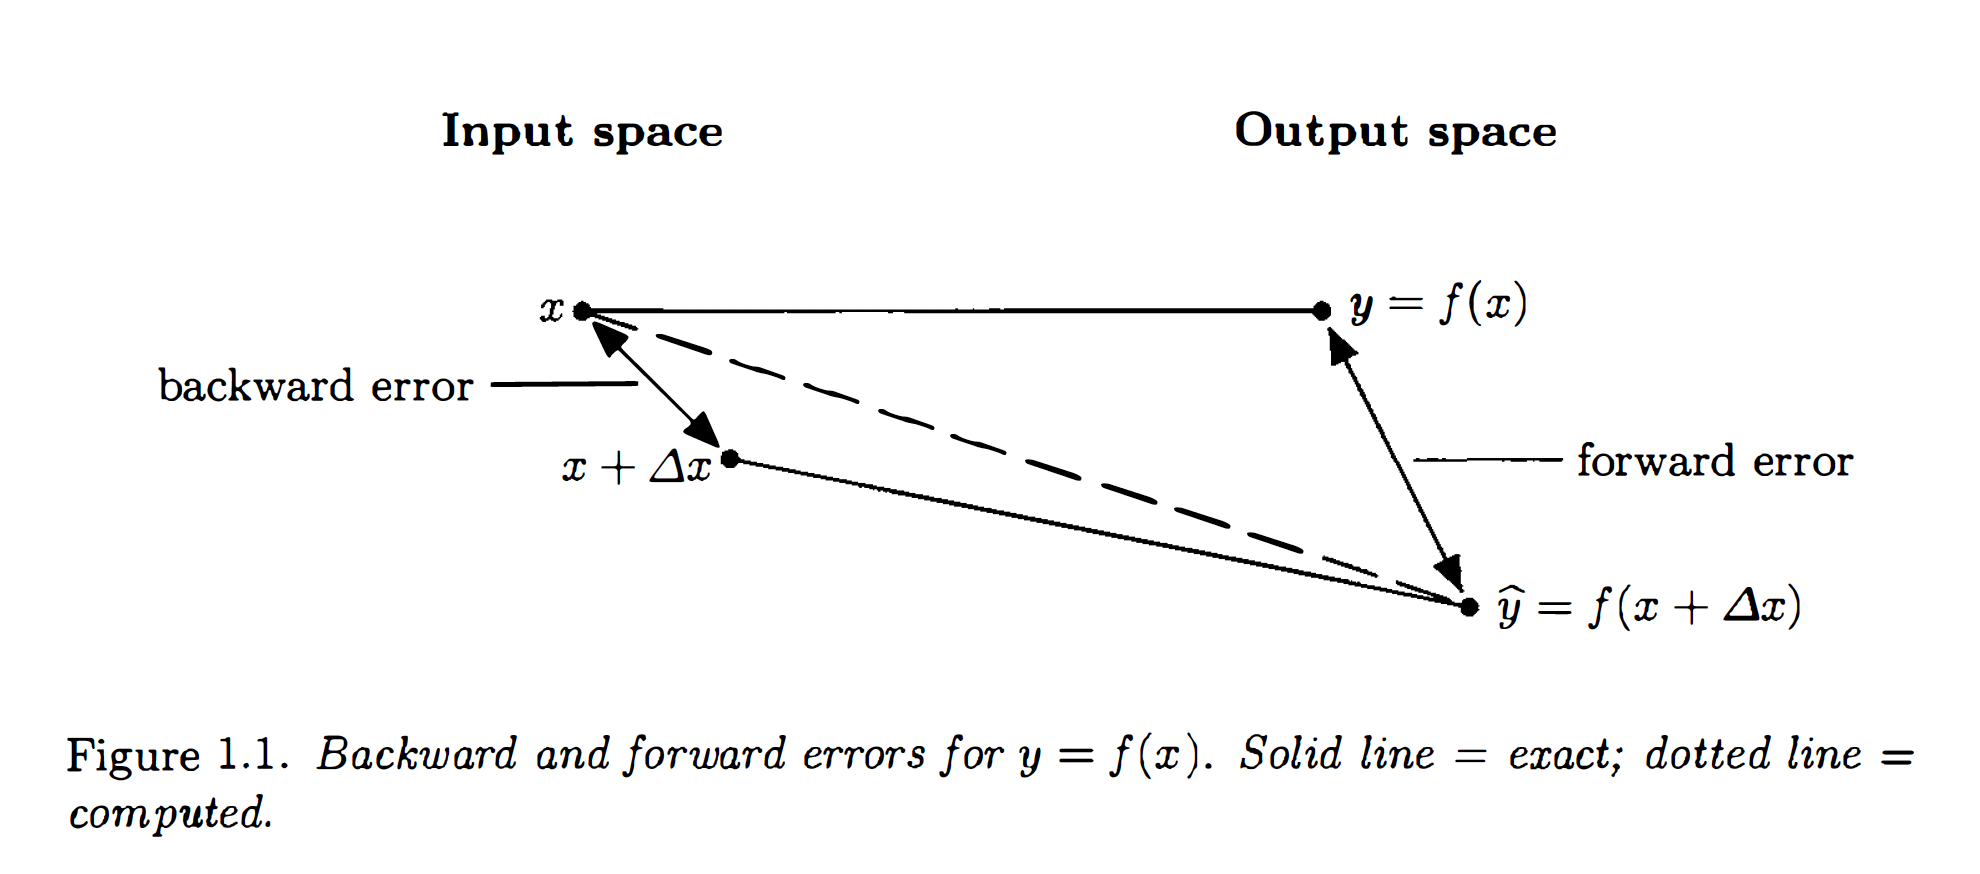 Input space
Output space
x
y = f(x)
backward error
x + Δx
forward error
ŷ = f(x + Δx)
Figure 1.1. Backward and forward errors for y = f(x). Solid line = exact; dotted line =
computed.